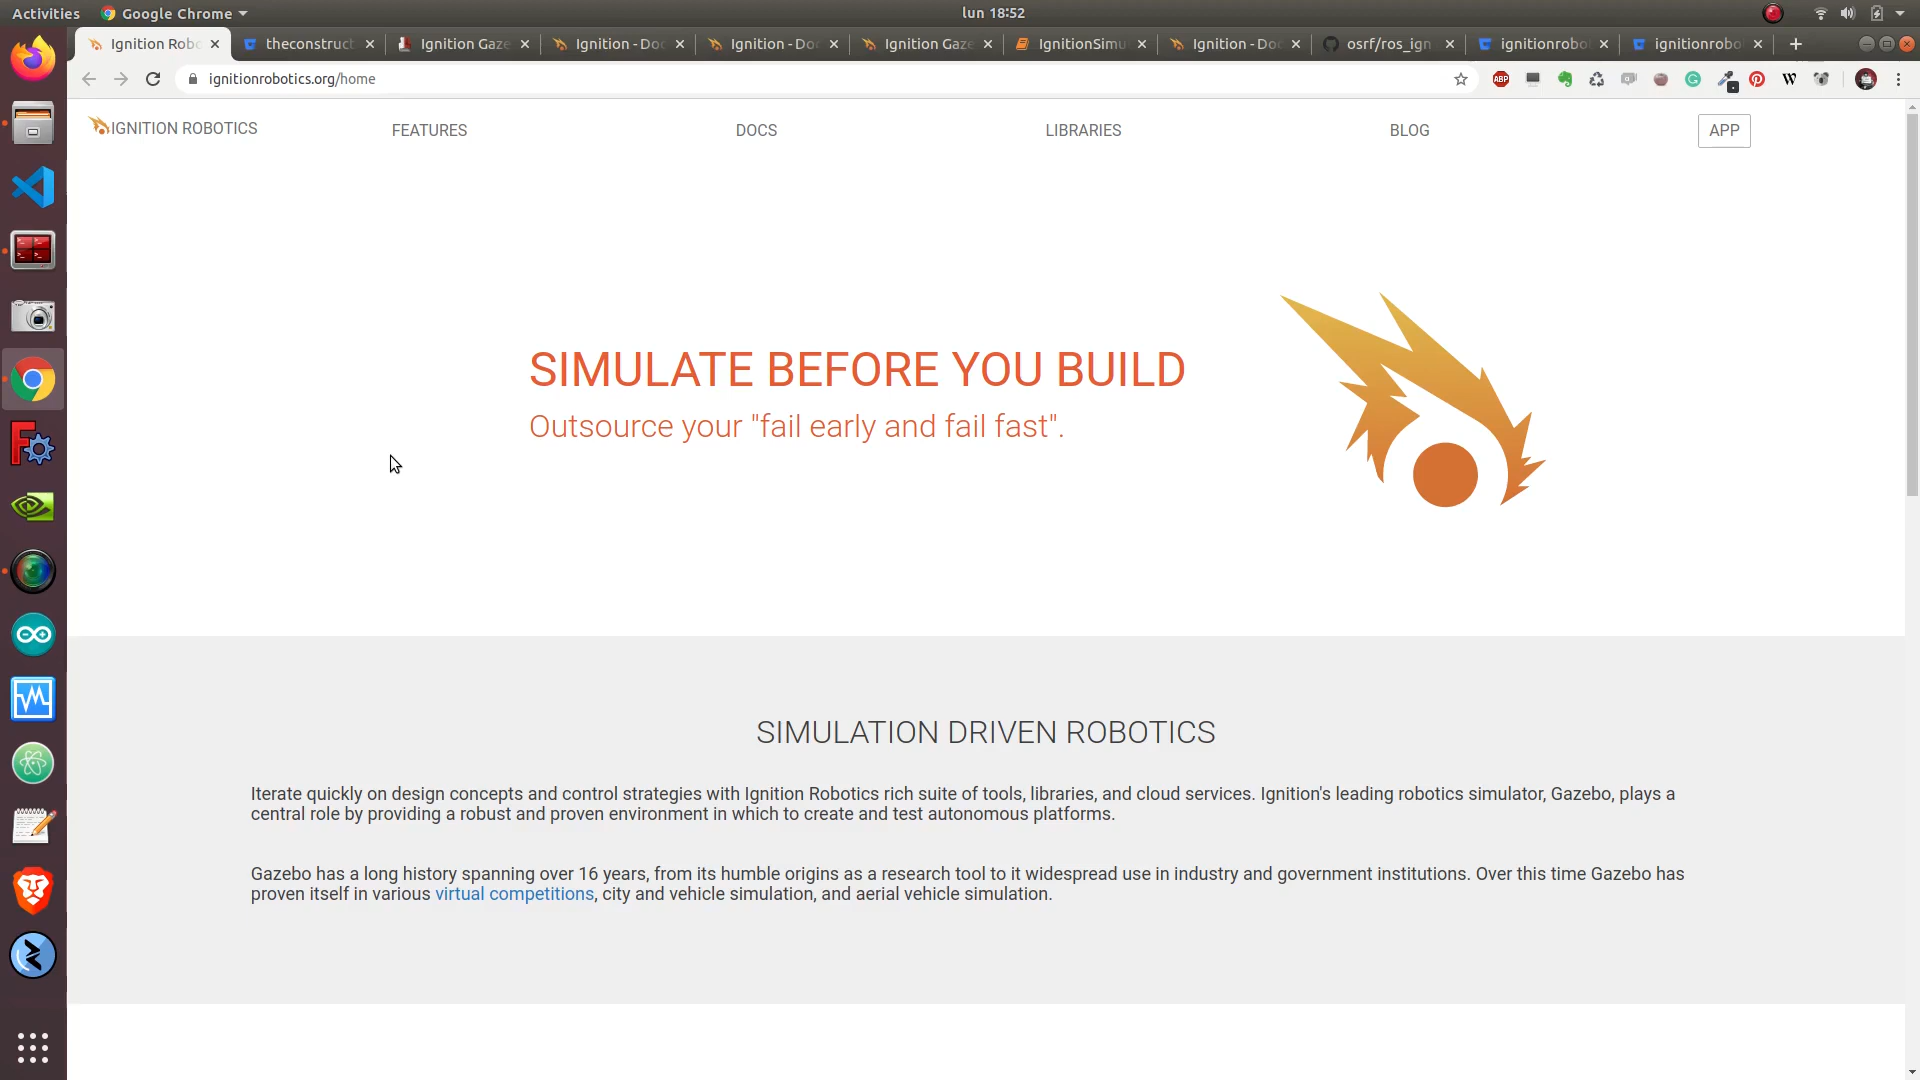 Activities Google Chrome lun 18:52
Ignition Rob theconstruct Ignition Gaze Ignition - Do Ignition - Do Ignition Gaze IgnitionSimu Ignition - Do osrf/ros_ign ignitionrobo ignitionrobo
ignitionrobotics.org/home ABP
IGNITION ROBOTICS FEATURES DOCS LIBRARIES BLOG APP
SIMULATE BEFORE YOU BUILD
Outsource your "fail early and fail fast".
SIMULATION DRIVEN ROBOTICS
Iterate quickly on design concepts and control strategies with Ignition Robotics rich suite of tools, libraries, and cloud services. Ignition's leading robotics simulator, Gazebo, plays a
central role by providing a robust and proven environment in which to create and test autonomous platforms.
Gazebo has a long history spanning over 16 years, from its humble origins as a research tool to it widespread use in industry and government institutions. Over this time Gazebo has
proven itself in various virtual competitions, city and vehicle simulation, and aerial vehicle simulation.